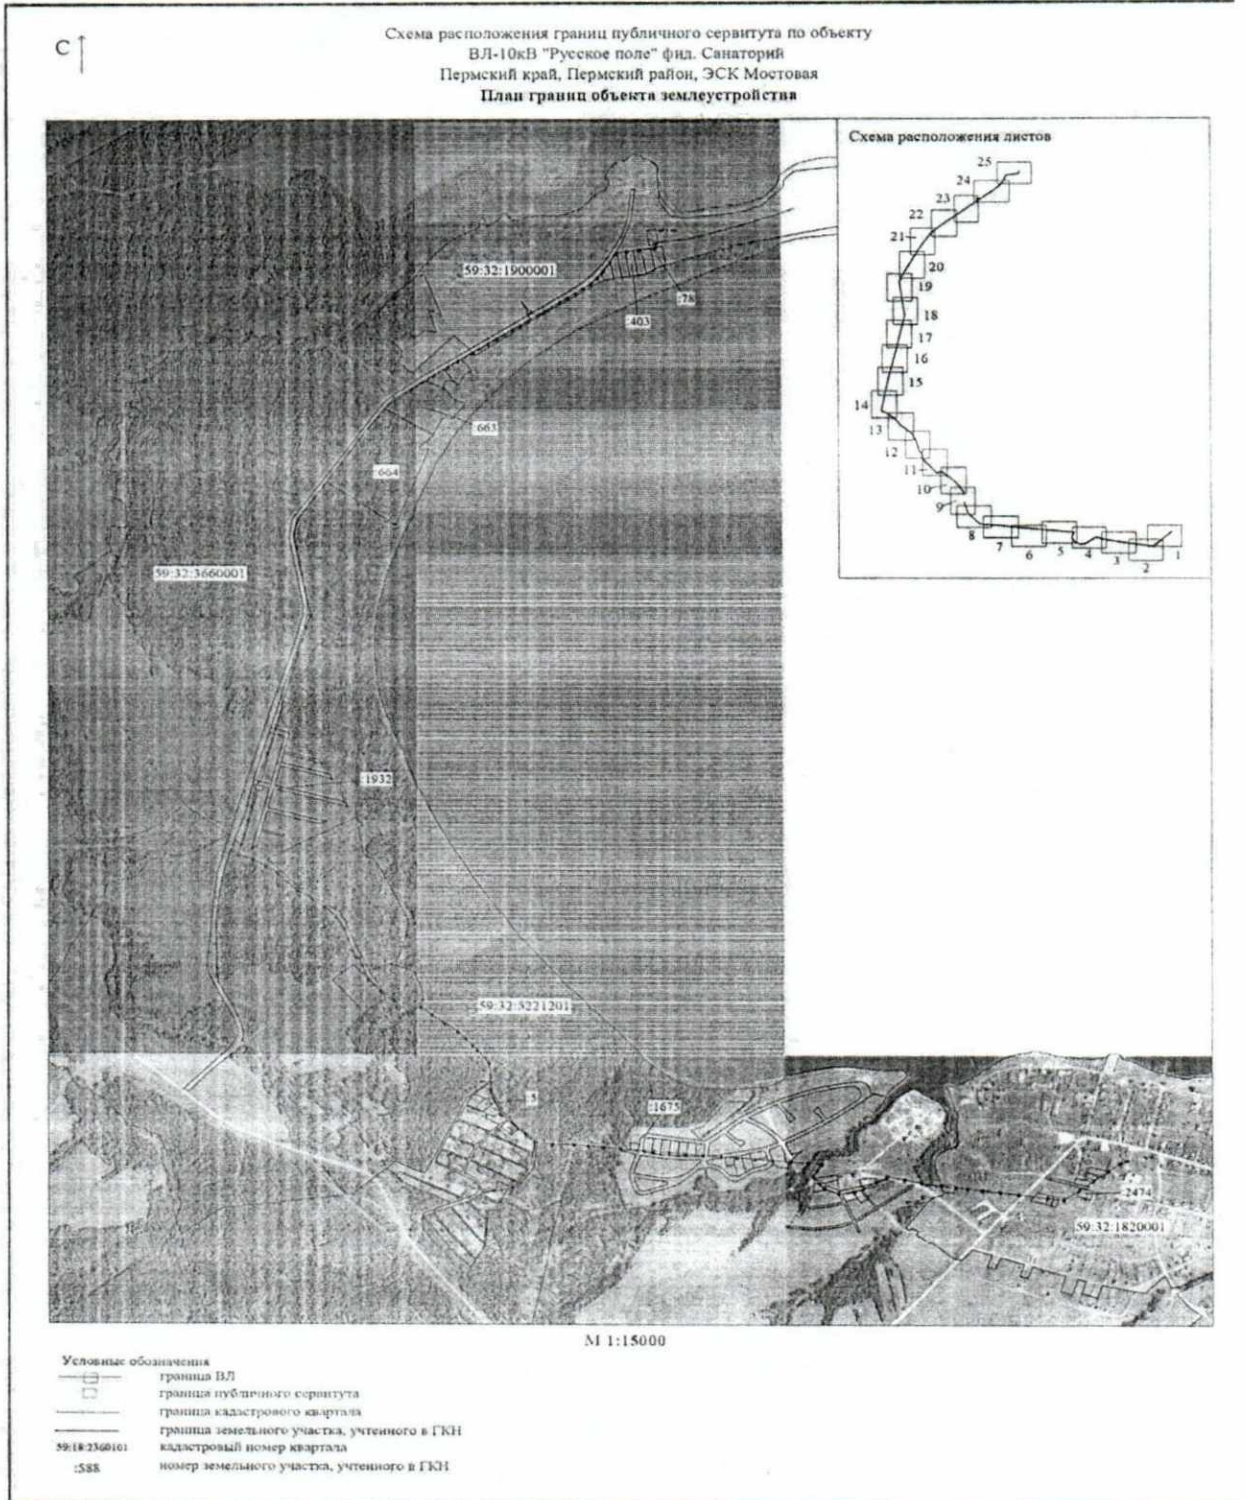 С
Схема расположения границ публичного сервитута по объекту
ВЛ-10кВ "Русское поле" фид. Санаторий
Пермский край, Пермский район, ЭСК Мостовая
План границ объекта землеустройства
Схема расположения листов
25
24
23
22
21
20
19
18
17
16
15
14
13
12
11
10
9
8
7
6
5
4
3
2
1
59:32:1900001
:78
:403
:663
:664
59:32:3660001
:1932
59:32:3221201
:5
:1675
:2474
59:32:1820001
М 1:15000
Условные обозначения
граница ВЛ
граница публичного сервитута
граница кадастрового квартала
граница земельного участка, учтенного в ГКН
59:18:2360101 кадастровый номер квартала
:588 номер земельного участка, учтенного в ГКН